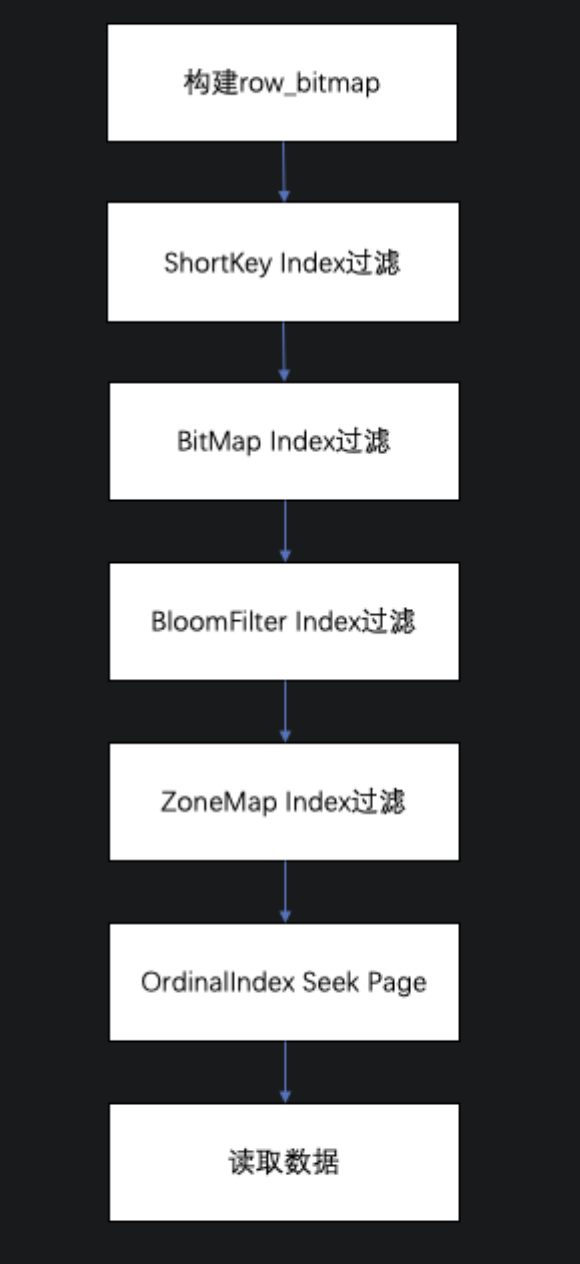 构建row_bitmap
ShortKey Index过滤
BitMap Index过滤
BloomFilter Index过滤
ZoneMap Index过滤
OrdinalIndex Seek Page
读取数据